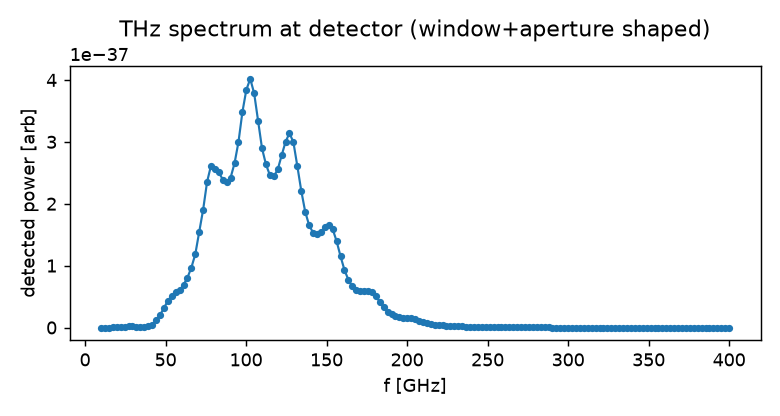 THz spectrum at detector (window+aperture shaped)
1e−37
detected power [arb]
4
3
2
1
0
0 50 100 150 200 250 300 350 400
f [GHz]